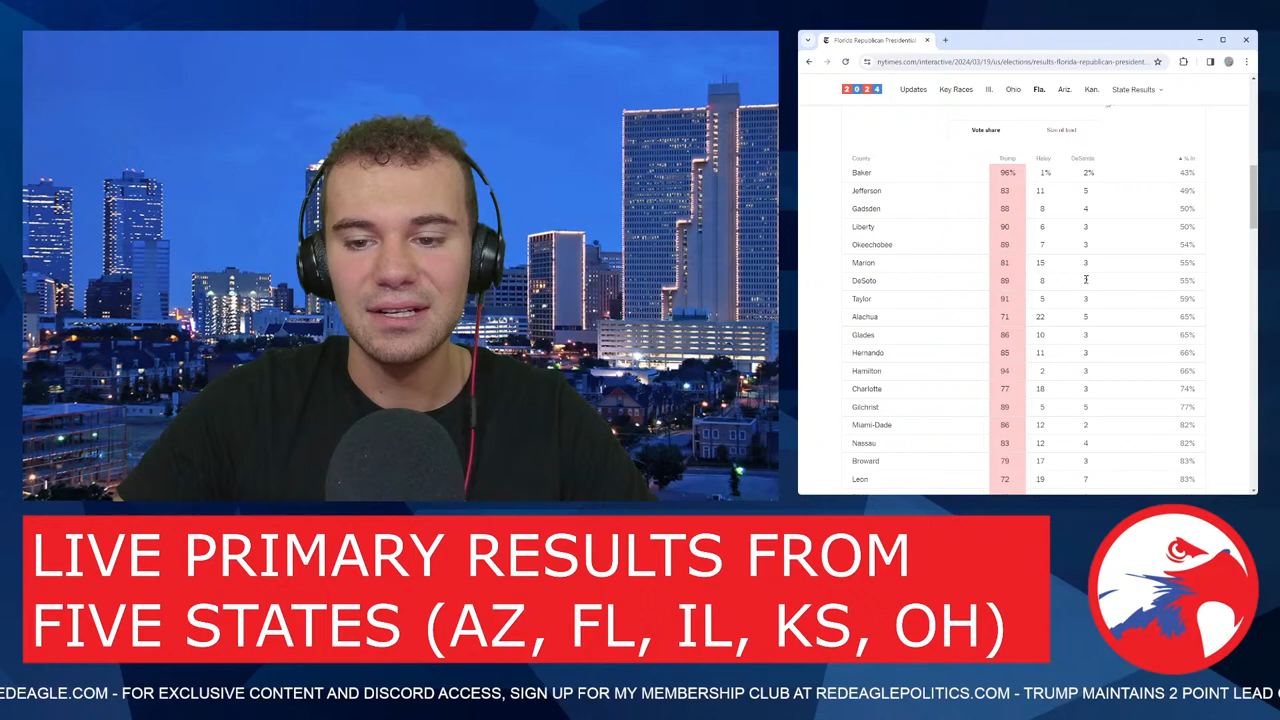 Florida Republican Presidential
nytimes.com/interactive/2024/03/19/us/elections/results-florida-republican-president...
2024 Updates Key Races Ill. Ohio Fla. Ariz. Kan. State Results
Vote share Size of lead
County Trump Haley DeSantis % In
Baker 96% 1% 2% 43%
Jefferson 83 11 5 49%
Gadsden 88 8 4 50%
Liberty 90 6 3 50%
Okeechobee 89 7 3 54%
Marion 81 15 3 55%
DeSoto 89 8 3 55%
Taylor 91 5 3 59%
Alachua 71 22 5 65%
Glades 86 10 3 65%
Hernando 85 11 3 66%
Hamilton 94 2 3 66%
Charlotte 77 18 3 74%
Gilchrist 89 5 5 77%
Miami-Dade 86 12 2 82%
Nassau 83 12 4 82%
Broward 79 17 3 83%
Leon 72 19 7 83%
LIVE PRIMARY RESULTS FROM
FIVE STATES (AZ, FL, IL, KS, OH)
EDEAGLE.COM - FOR EXCLUSIVE CONTENT AND DISCORD ACCESS, SIGN UP FOR MY MEMBERSHIP CLUB AT REDEAGLEPOLITICS.COM - TRUMP MAINTAINS 2 POINT LEAD